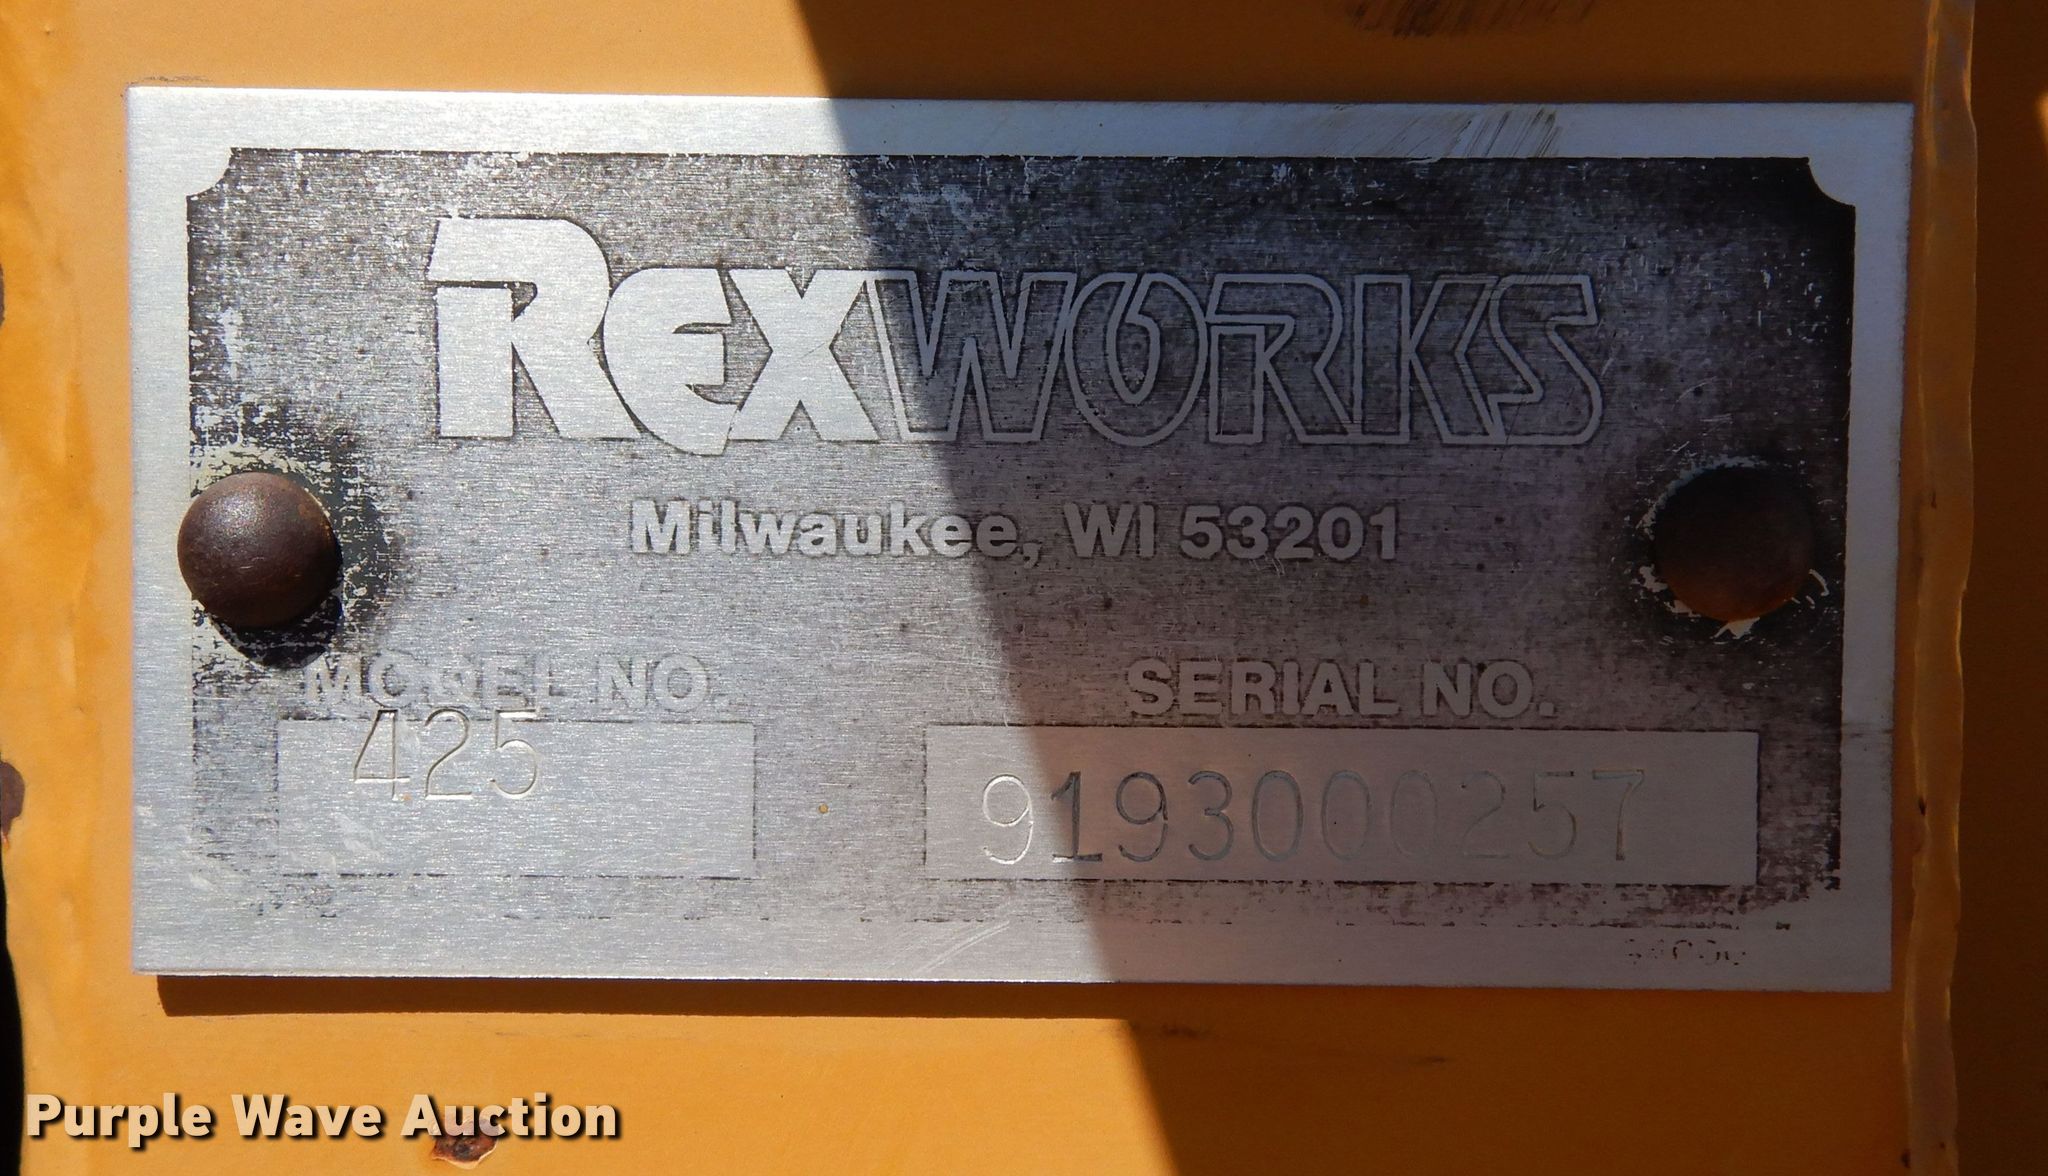 REXWORKS
Milwaukee, WI 53201
MODEL NO.
425
SERIAL NO.
9193000257
Purple Wave Auction